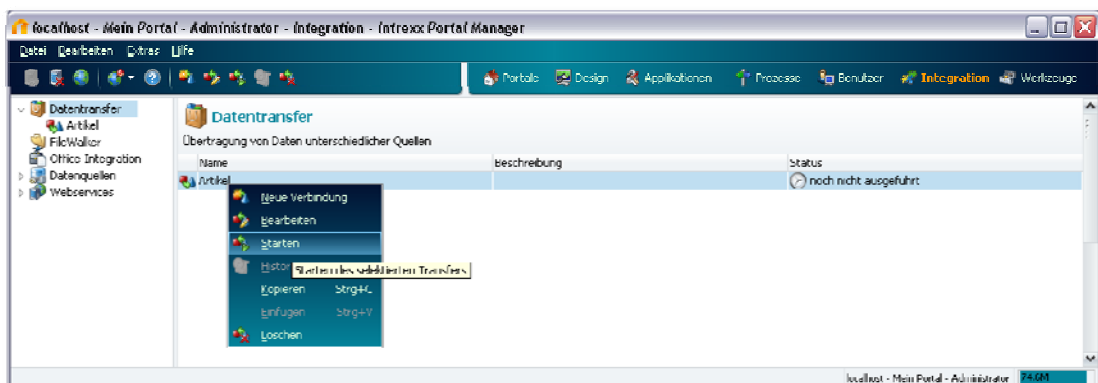 localhost - Mein Portal - Administrator - Integration - Intrexx Portal Manager
Datei Bearbeiten Extras Hilfe
Portale Design Applikationen Prozesse Benutzer Integration Werkzeuge
Datentransfer
Artikel
FileWalker
Office Integration
Datenquellen
Webservices
Datentransfer
Übertragung von Daten unterschiedlicher Quellen
Name Beschreibung Status
Artikel noch nicht ausgeführt
Neue Verbindung
Bearbeiten
Starten
Histor
Starten des selektierten Transfers
Kopieren Strg+C
Einfügen Strg+V
Löschen
localhost - Mein Portal - Administrator 74.6M